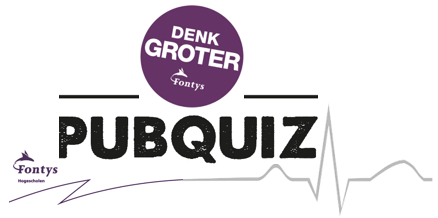 DENK
GROTER
Fontys
PUBQUIZ
Fontys
Hogescholen